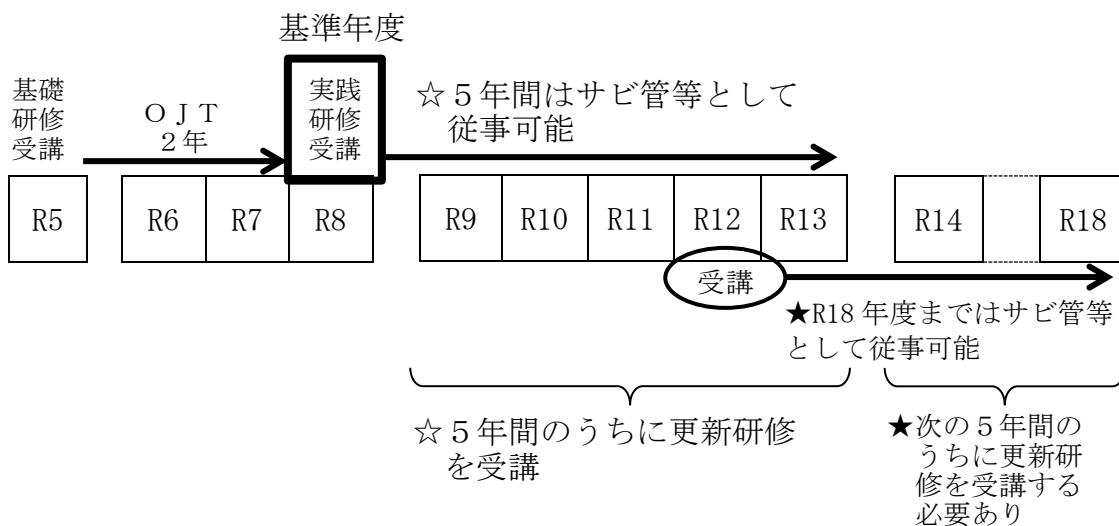 基準年度
基礎
研修
受講
ＯＪＴ
２年
実践
研修
受講
☆５年間はサビ管等として
従事可能
R5
R6
R7
R8
R9
R10
R11
R12
R13
R14
R18
受講
★R18 年度まではサビ管等
として従事可能
☆５年間のうちに更新研修
を受講
★次の５年間の
うちに更新研
修を受講する
必要あり